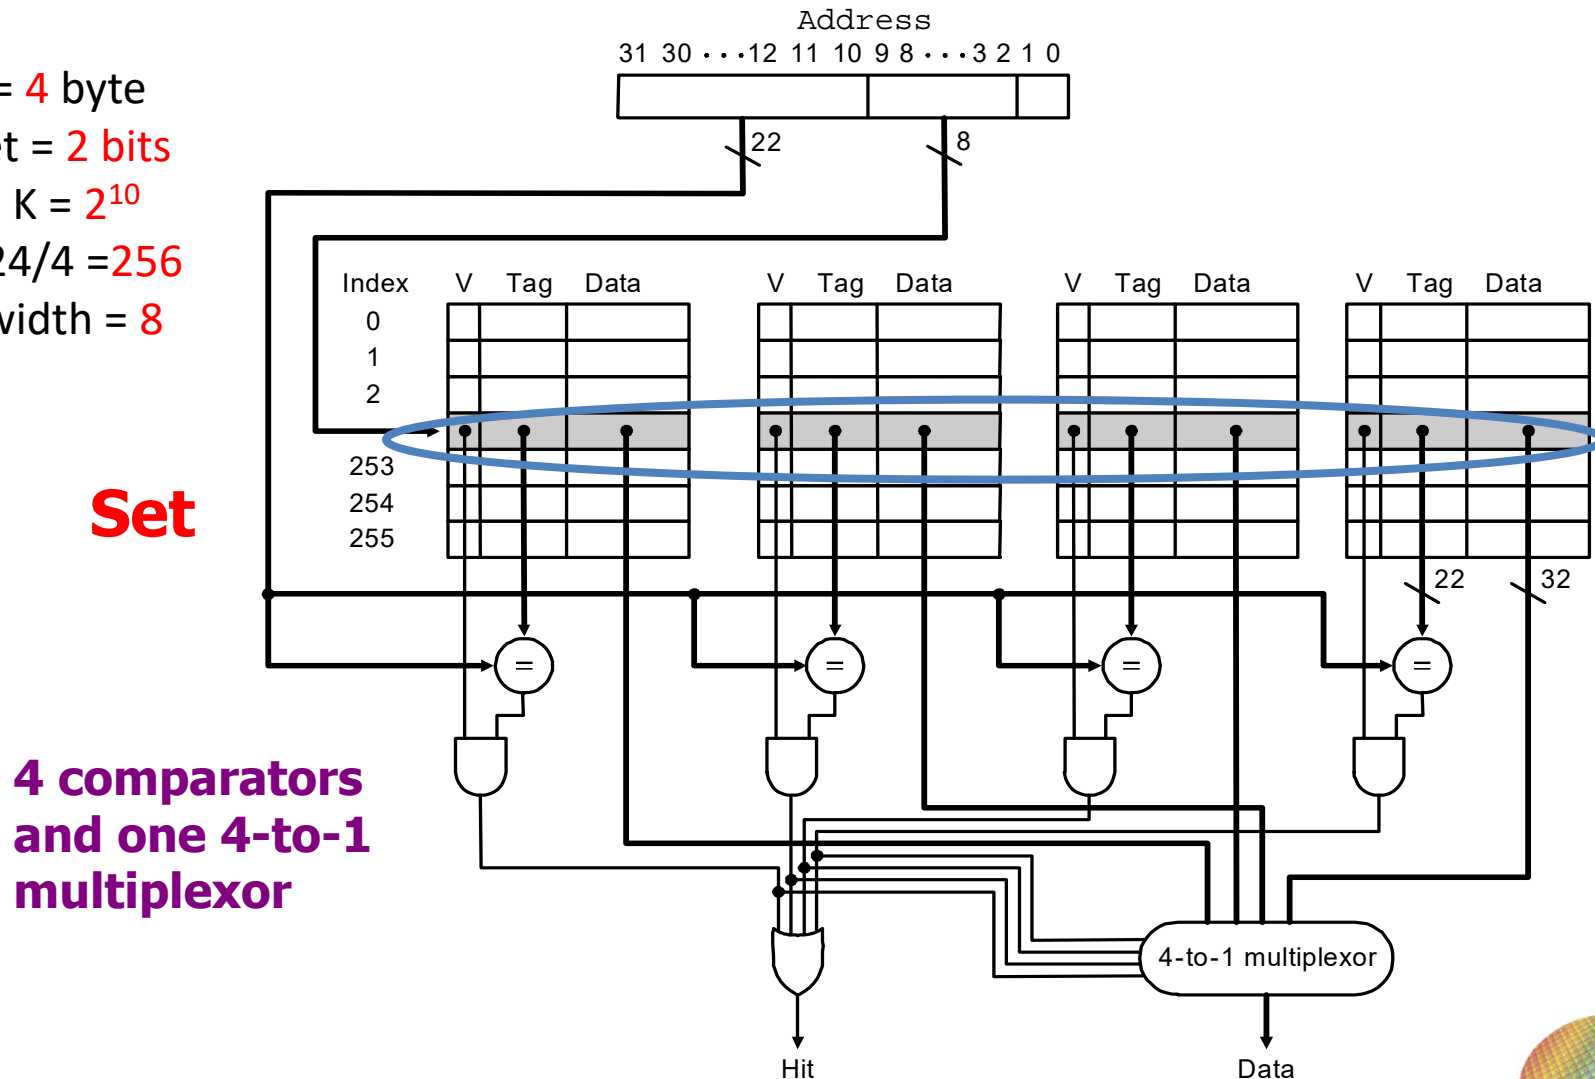 Address
31 30 ···12 11 10 9 8 ···3 2 1 0
= 4 byte
et = 2 bits
K = 2¹⁰
24/4 =256
width = 8
22
8
Index V Tag Data V Tag Data V Tag Data V Tag Data
0
1
2
253
254
255
Set
22 32
= = = =
4 comparators
and one 4-to-1
multiplexor
4-to-1 multiplexor
Hit Data